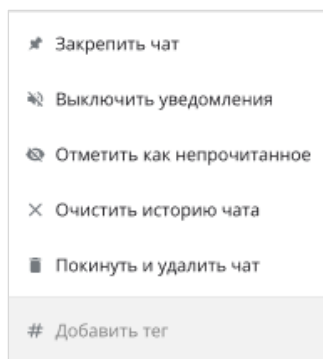 Закрепить чат
Выключить уведомления
Отметить как непрочитанное
Очистить историю чата
Покинуть и удалить чат
# Добавить тег